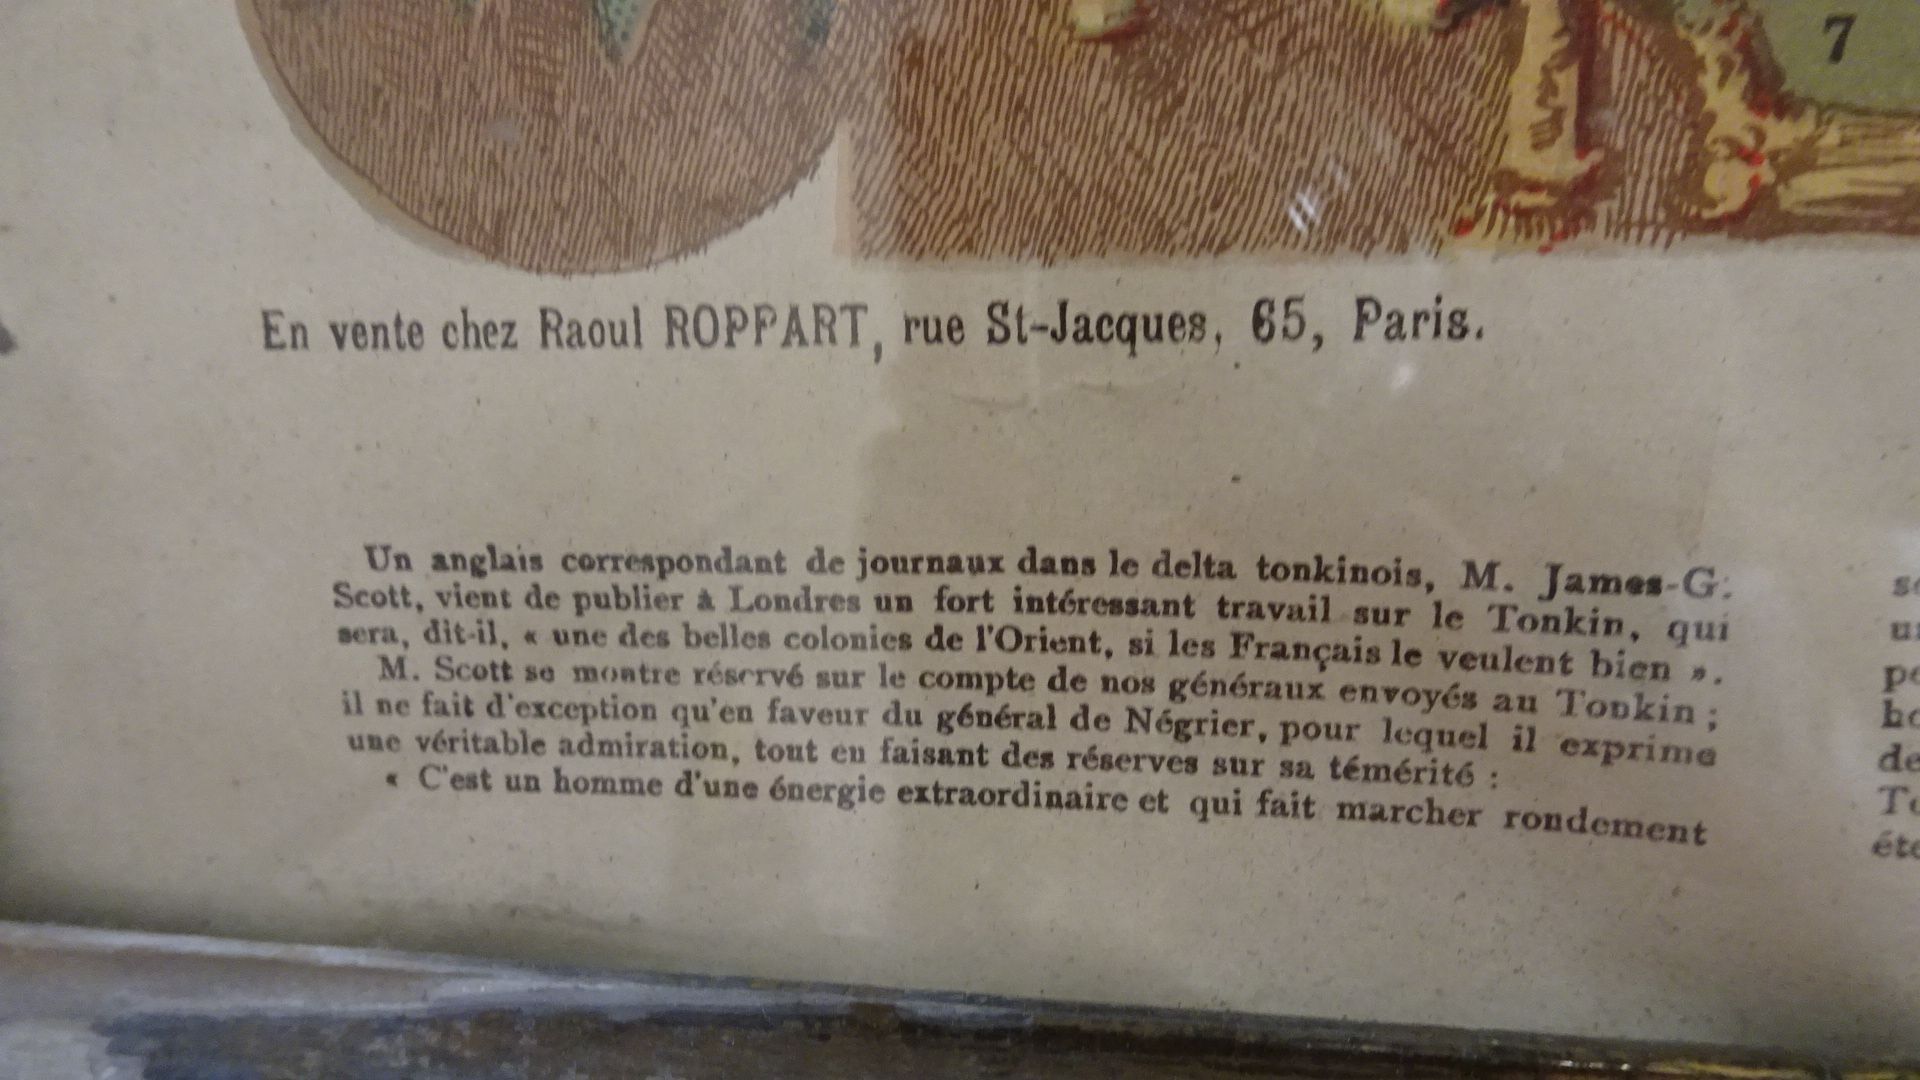 7
En vente chez Raoul ROPPART, rue St-Jacques, 65, Paris.
Un anglais correspondant de journaux dans le delta tonkinois, M. James-G.
Scott, vient de publier à Londres un fort intéressant travail sur le Tonkin, qui
sera, dit-il, « une des belles colonies de l'Orient, si les Français le veulent bien ».
M. Scott se montre réservé sur le compte de nos généraux envoyés au Tonkin ;
il ne fait d'exception qu'en faveur du général de Négrier, pour lequel il exprime
une véritable admiration, tout en faisant des réserves sur sa témérité :
« C'est un homme d'une énergie extraordinaire et qui fait marcher rondement